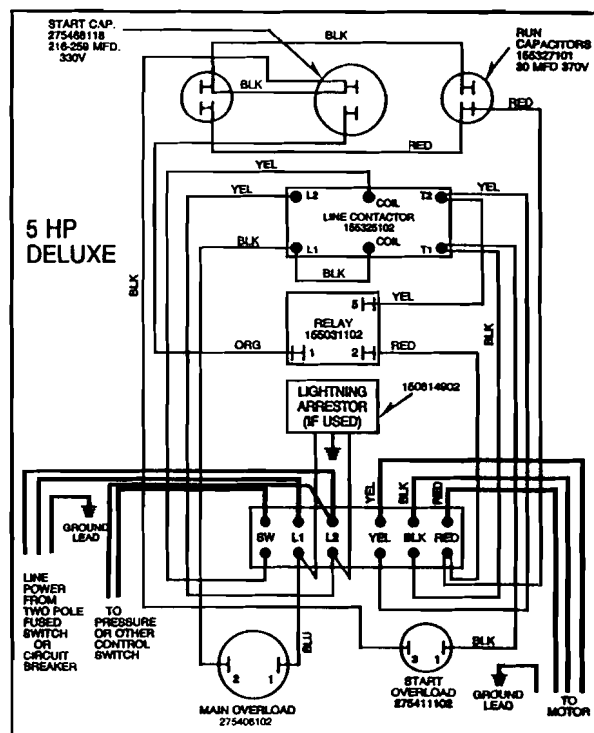 START CAP.
275468118
216-259 MFD.
330V
BLK
RUN
CAPACITORS
155327101
30 MFD 370V
BLK
RED
RED
YEL
YEL
L2
COIL
T2
YEL
LINE CONTACTOR
155325102
5 HP
DELUXE
BLK
L1
COIL
T1
BLK
BLK
5
YEL
RELAY
155031102
BLK
ORG
1
2
RED
LIGHTNING
ARRESTOR
(IF USED)
150814902
YEL
BLK
RED
GROUND
LEAD
SW
L1
L2
YEL
BLK
RED
LINE
POWER
FROM
TWO POLE
FUSED
SWITCH
OR
CIRCUIT
BREAKER
TO
PRESSURE
OR OTHER
CONTROL
SWITCH
BLU
BLK
2
1
3
1
MAIN OVERLOAD
275406102
START
OVERLOAD
275411102
GROUND
LEAD
TO
MOTOR